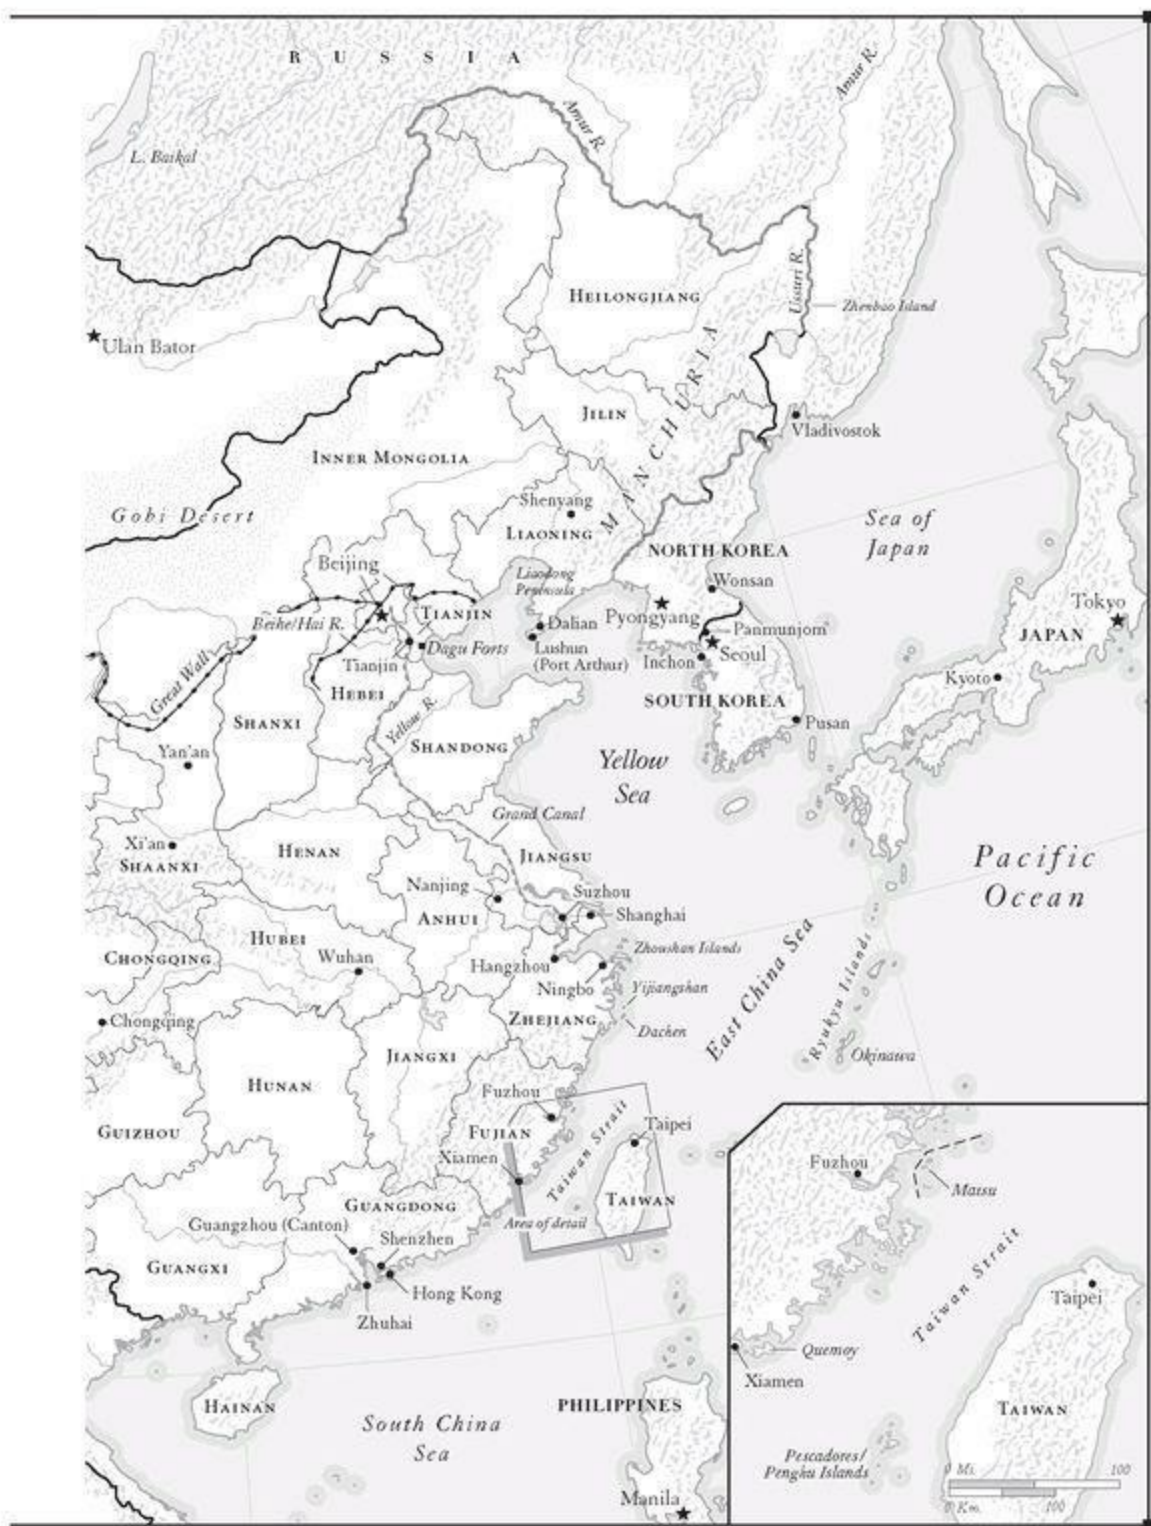 RUSSIA
Amur R.
Amur R.
L. Baikal
HEILONGJIANG
Ussuri R.
Zhenbao Island
Ulan Bator
MANCHURIA
JILIN
Vladivostok
INNER MONGOLIA
Gobi Desert
Shenyang
LIAONING
Sea of
Japan
NORTH KOREA
Beijing
Liaodong
Peninsula
Wonsan
Tokyo
Beihe/Hai R.
TIANJIN
Dalian
Pyongyang
Panmunjom
JAPAN
Great Wall
Tianjin
Dagu Forts
Lushun
(Port Arthur)
Inchon
Seoul
Kyoto
HEBEI
SHANXI
Yellow R.
SOUTH KOREA
Pusan
SHANDONG
Yan'an
Yellow
Sea
Grand Canal
Xi'an
SHAANXI
HENAN
JIANGSU
Pacific
Ocean
Nanjing
Suzhou
ANHUI
Shanghai
HUBEI
Zhoushan Islands
CHONGQING
Wuhan
Hangzhou
Ningbo
Yijiangshan
East China Sea
Ryukyu Islands
Chongqing
ZHEJIANG
Dachen
JIANGXI
Okinawa
HUNAN
Fuzhou
GUIZHOU
FUJIAN
Taiwan Strait
Taipei
Xiamen
TAIWAN
GUANGDONG
Area of detail
Guangzhou (Canton)
Shenzhen
GUANGXI
Hong Kong
Zhuhai
HAINAN
South China
Sea
PHILIPPINES
Manila
Fuzhou
Matsu
Taiwan Strait
Taipei
Quemoy
Xiamen
TAIWAN
Pescadores/
Penghu Islands
0 Mi. 100
0 Km. 100